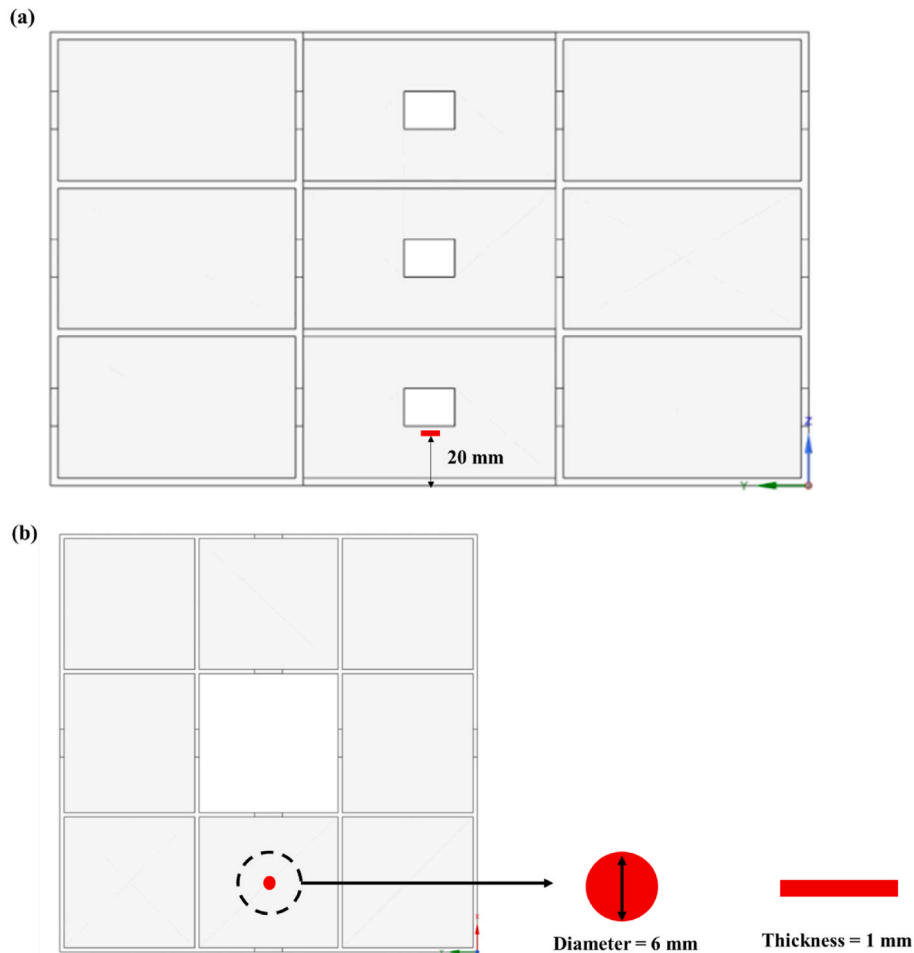 (a)
Z
20 mm
Y
(b)
X
Y
Diameter = 6 mm
Thickness = 1 mm